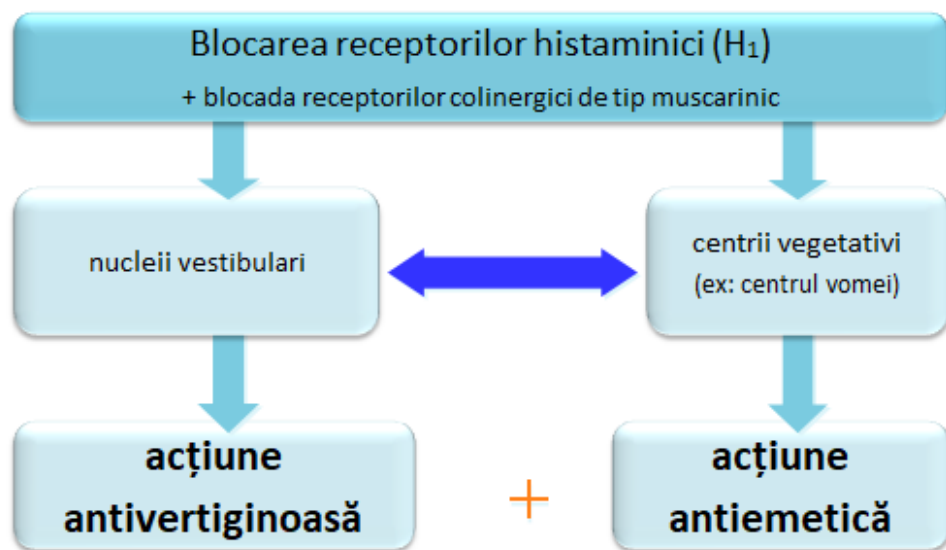 Blocarea receptorilor histaminici (H₁)
+ blocada receptorilor colinergici de tip muscarinic
nucleii vestibulari
centrii vegetativi
(ex: centrul vomei)
acțiune
antivertiginoasă
+
acțiune
antiemetică